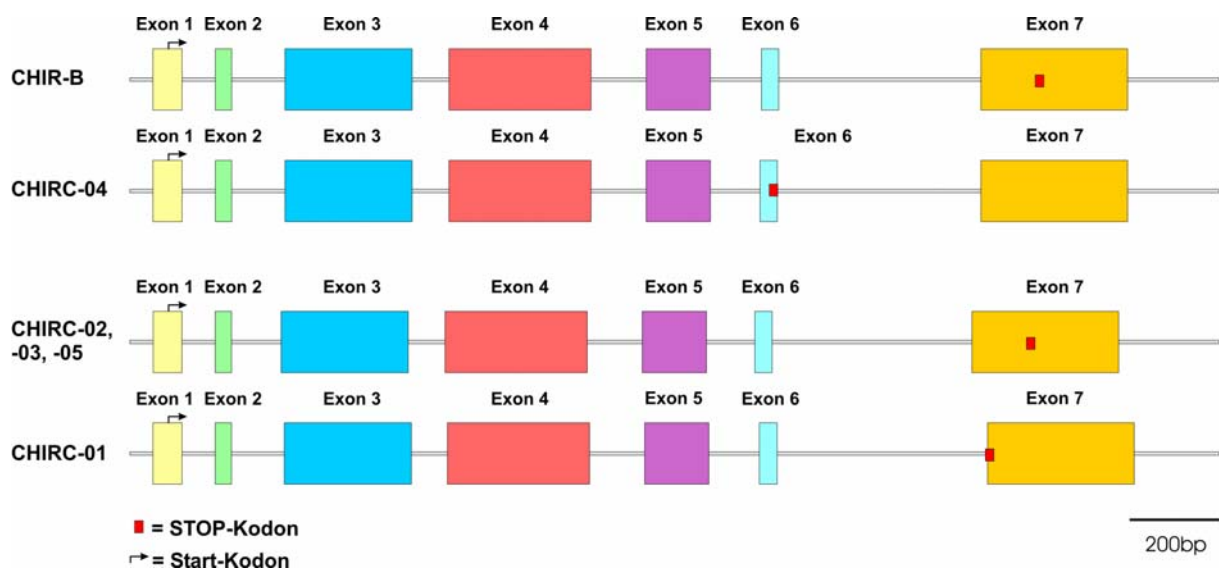 Exon 1 Exon 2 Exon 3 Exon 4 Exon 5 Exon 6 Exon 7
CHIR-B
Exon 1 Exon 2 Exon 3 Exon 4 Exon 5 Exon 6 Exon 7
CHIRC-04
Exon 1 Exon 2 Exon 3 Exon 4 Exon 5 Exon 6 Exon 7
CHIRC-02,
-03, -05
Exon 1 Exon 2 Exon 3 Exon 4 Exon 5 Exon 6 Exon 7
CHIRC-01
= STOP-Kodon
= Start-Kodon
200bp